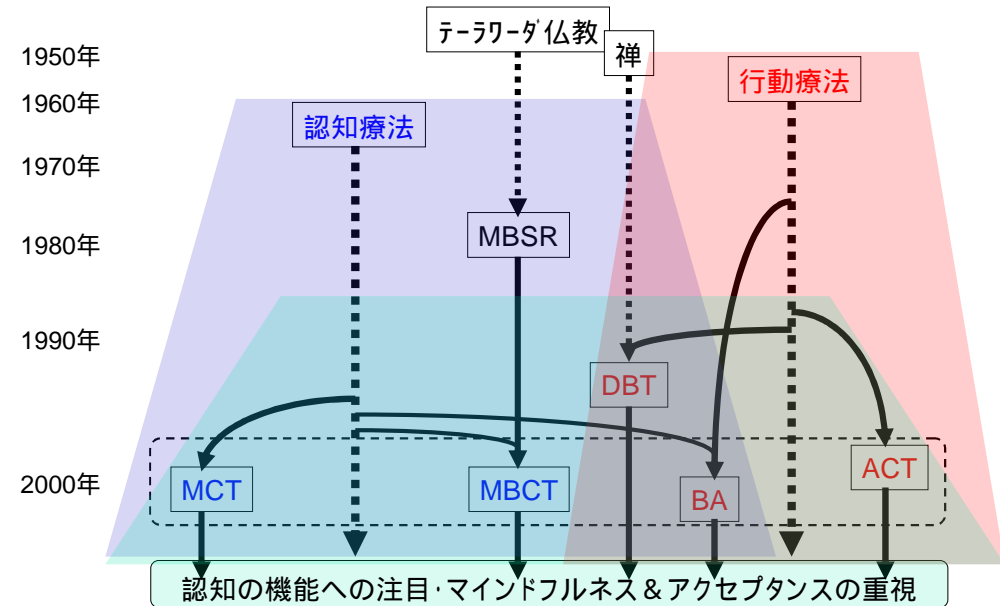 テーラワーダ仏教
禅
1950年
行動療法
1960年
認知療法
1970年
MBSR
1980年
1990年
DBT
ACT
2000年
MCT
MBCT
BA
認知の機能への注目・マインドフルネス＆アクセプタンスの重視